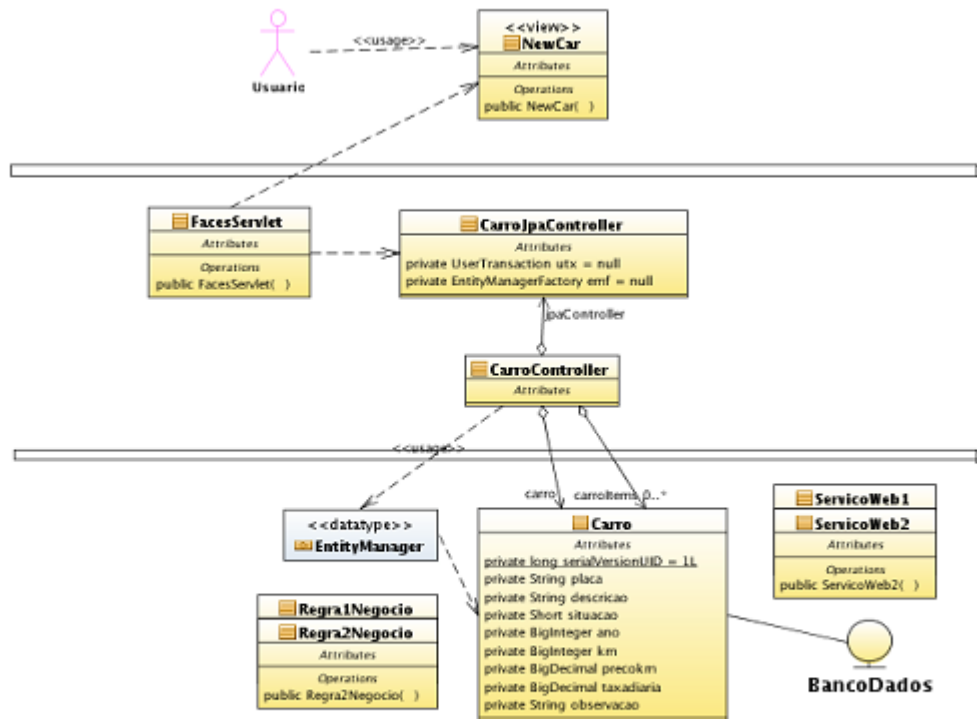 <<view>>
NewCar
Attributes
Operations
public NewCar( )
<<usage>>
Usuario
FacesServlet
Attributes
Operations
public FacesServlet( )
CarroJpaController
Attributes
private UserTransaction utx = null
private EntityManagerFactory emf = null
jpaController
CarroController
Attributes
<<usage>>
carro
carroItems 0..*
<<datatype>>
EntityManager
Carro
Attributes
private long serialVersionUID = 1L
private String placa
private String descricao
private Short situacao
private BigInteger ano
private BigInteger km
private BigDecimal precokm
private BigDecimal taxadiaria
private String observacao
ServicoWeb1
ServicoWeb2
Attributes
Operations
public ServicoWeb2( )
Regra1Negocio
Regra2Negocio
Attributes
Operations
public Regra2Negocio( )
BancoDados